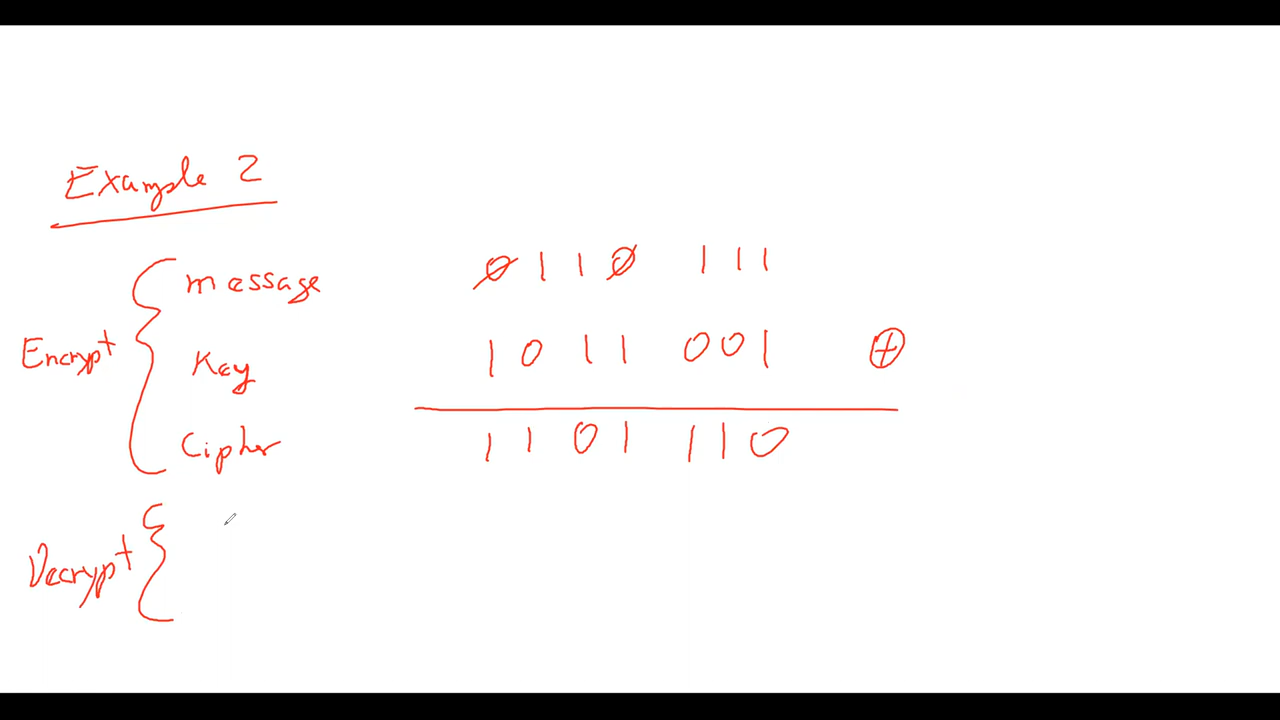 Example 2
message 0110 111
Encrypt Key 1011 001 ⊕
Cipher 1101 110
Decrypt